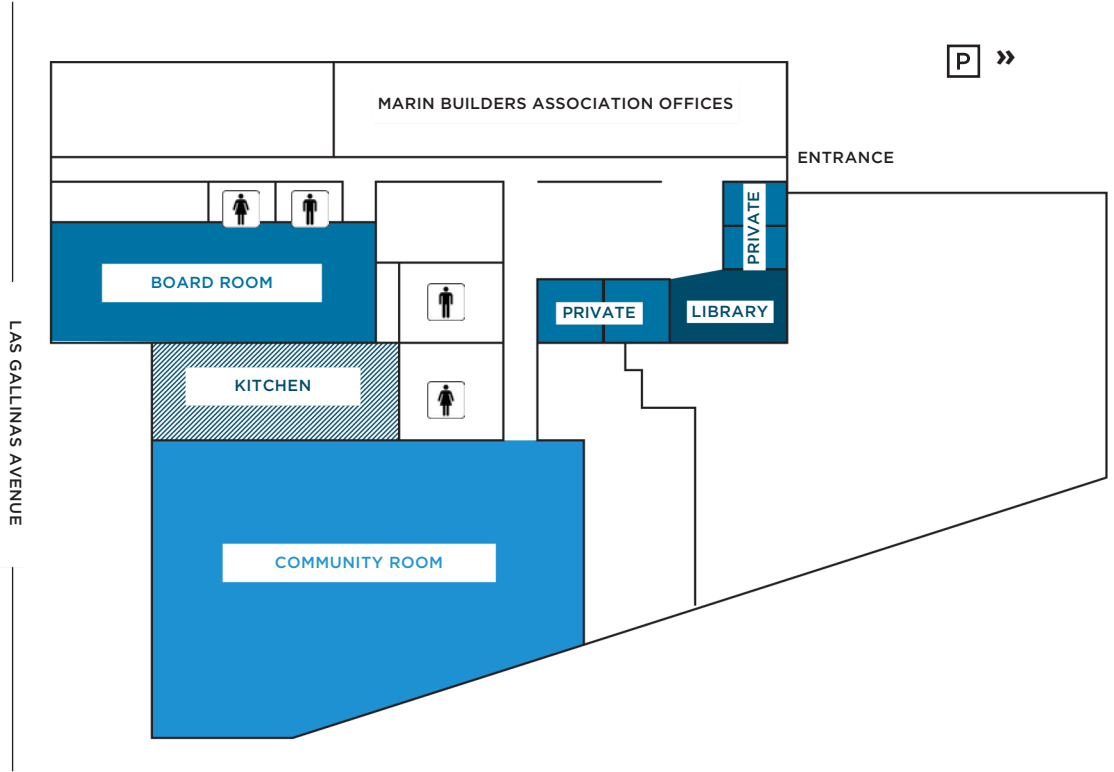 P »
MARIN BUILDERS ASSOCIATION OFFICES
ENTRANCE
PRIVATE
BOARD ROOM
PRIVATE
LIBRARY
KITCHEN
LAS GALLINAS AVENUE
COMMUNITY ROOM